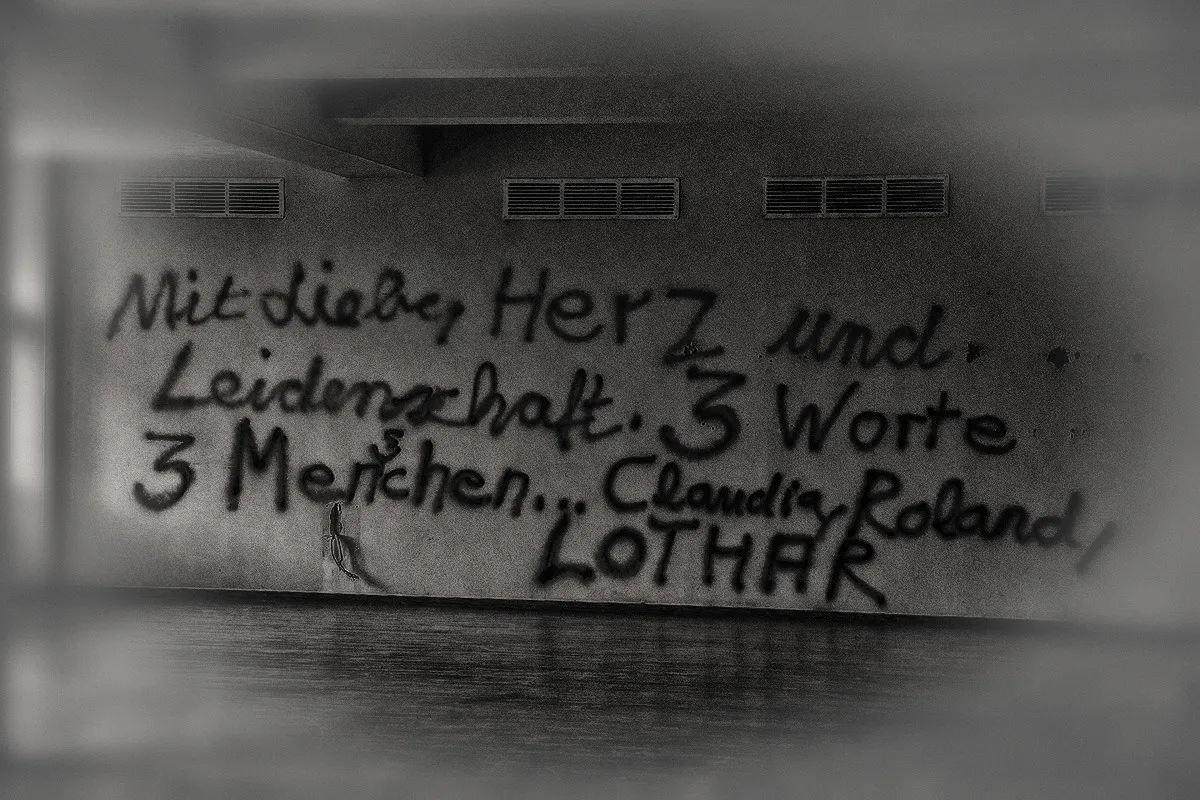 Mit Liebe, Herz und
Leidenschaft. 3 Worte
3 Menschen... Claudia, Roland,
LOTHAR